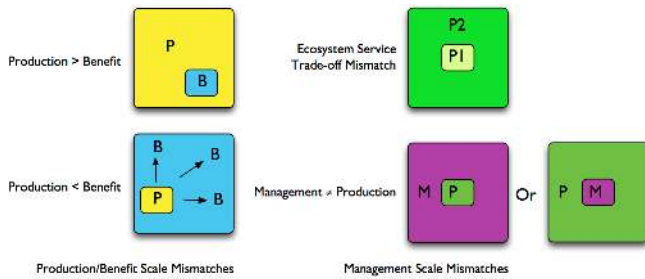 Production > Benefit
P
B
Ecosystem Service
Trade-off Mismatch
P2
P1
Production < Benefit
B
B
P
B
Management ≠ Production
M
P
Or
P
M
Production/Benefit Scale Mismatches
Management Scale Mismatches